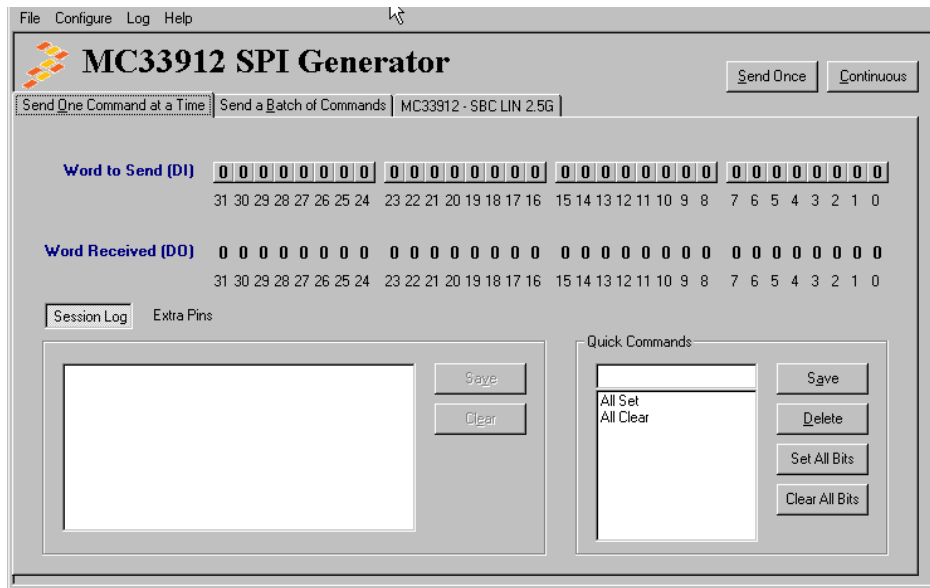 File Configure Log Help
MC33912 SPI Generator
Send Once Continuous
Send One Command at a Time Send a Batch of Commands MC33912 - SBC LIN 2.5G
Word to Send (DI) 0 0 0 0 0 0 0 0 0 0 0 0 0 0 0 0 0 0 0 0 0 0 0 0 0 0 0 0 0 0 0 0
31 30 29 28 27 26 25 24 23 22 21 20 19 18 17 16 15 14 13 12 11 10 9 8 7 6 5 4 3 2 1 0
Word Received (DO) 0 0 0 0 0 0 0 0 0 0 0 0 0 0 0 0 0 0 0 0 0 0 0 0 0 0 0 0 0 0 0 0
31 30 29 28 27 26 25 24 23 22 21 20 19 18 17 16 15 14 13 12 11 10 9 8 7 6 5 4 3 2 1 0
Session Log Extra Pins
Save
Clear
Quick Commands
All Set
All Clear
Save
Delete
Set All Bits
Clear All Bits